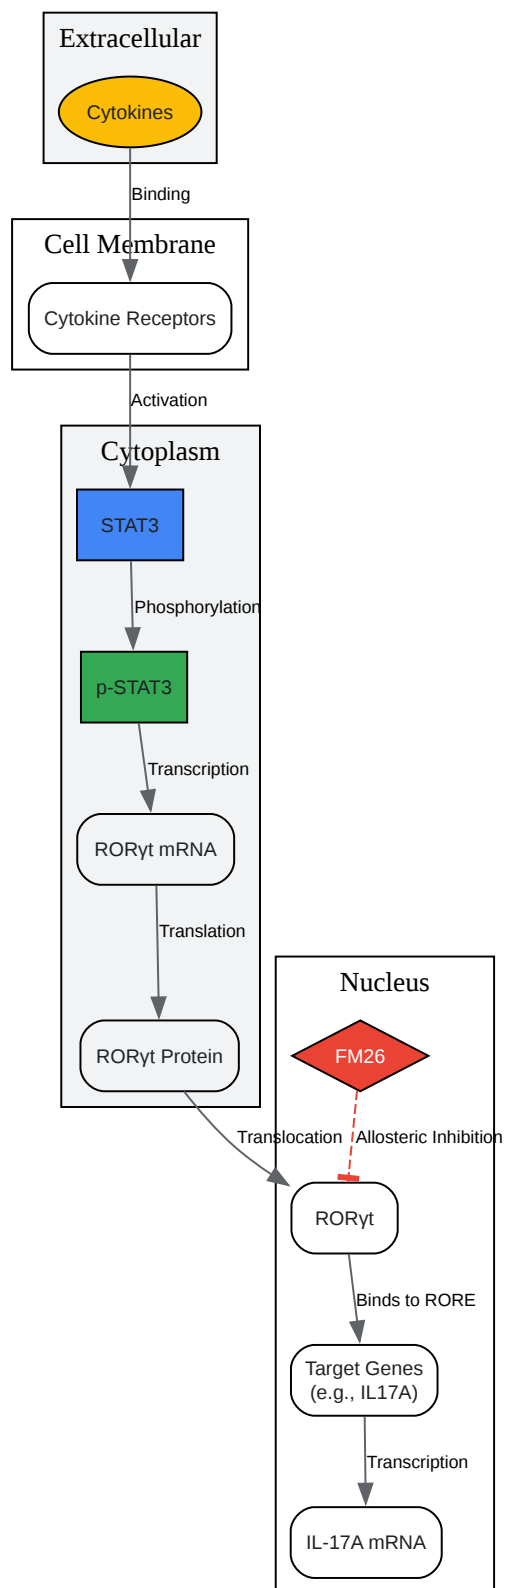 Extracellular
Cytokines
Binding
Cell Membrane
Cytokine Receptors
Activation
Cytoplasm
STAT3
Phosphorylation
p-STAT3
Transcription
RORγt mRNA
Translation
RORγt Protein
Nucleus
FM26
Translocation
Allosteric Inhibition
RORγt
Binds to RORE
Target Genes
(e.g., IL17A)
Transcription
IL-17A mRNA